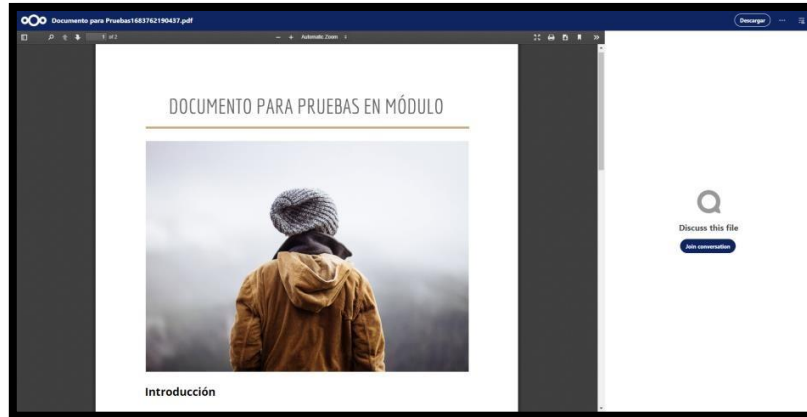 Documento para Pruebas1683762190437.pdf
Descargar
1 of 2
Automatic Zoom
DOCUMENTO PARA PRUEBAS EN MÓDULO
Discuss this file
Join conversation
Introducción